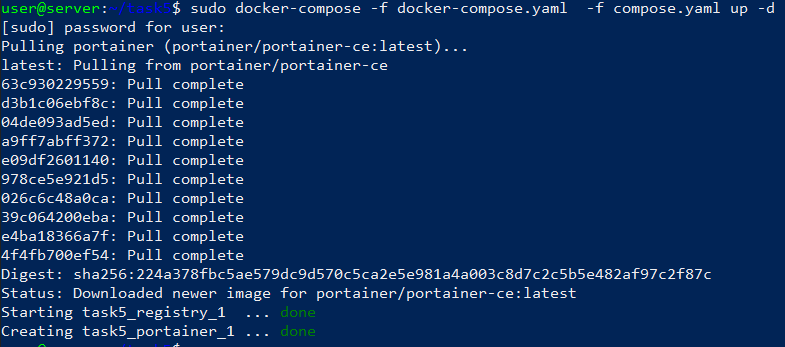 user@server:~/task5$ sudo docker-compose -f docker-compose.yaml  -f compose.yaml up -d
[sudo] password for user:
Pulling portainer (portainer/portainer-ce:latest)...
latest: Pulling from portainer/portainer-ce
63c930229559: Pull complete
d3b1c06ebf8c: Pull complete
04de093ad5ed: Pull complete
a9ff7abff372: Pull complete
e09df2601140: Pull complete
978ce5e921d5: Pull complete
026c6c48a0ca: Pull complete
39c064200eba: Pull complete
e4ba18366a7f: Pull complete
4f4fb700ef54: Pull complete
Digest: sha256:224a378fbc5ae579dc9d570c5ca2e5e981a4a003c8d7c2c5b5e482af97c2f87c
Status: Downloaded newer image for portainer/portainer-ce:latest
Starting task5_registry_1  ... done
Creating task5_portainer_1 ... done